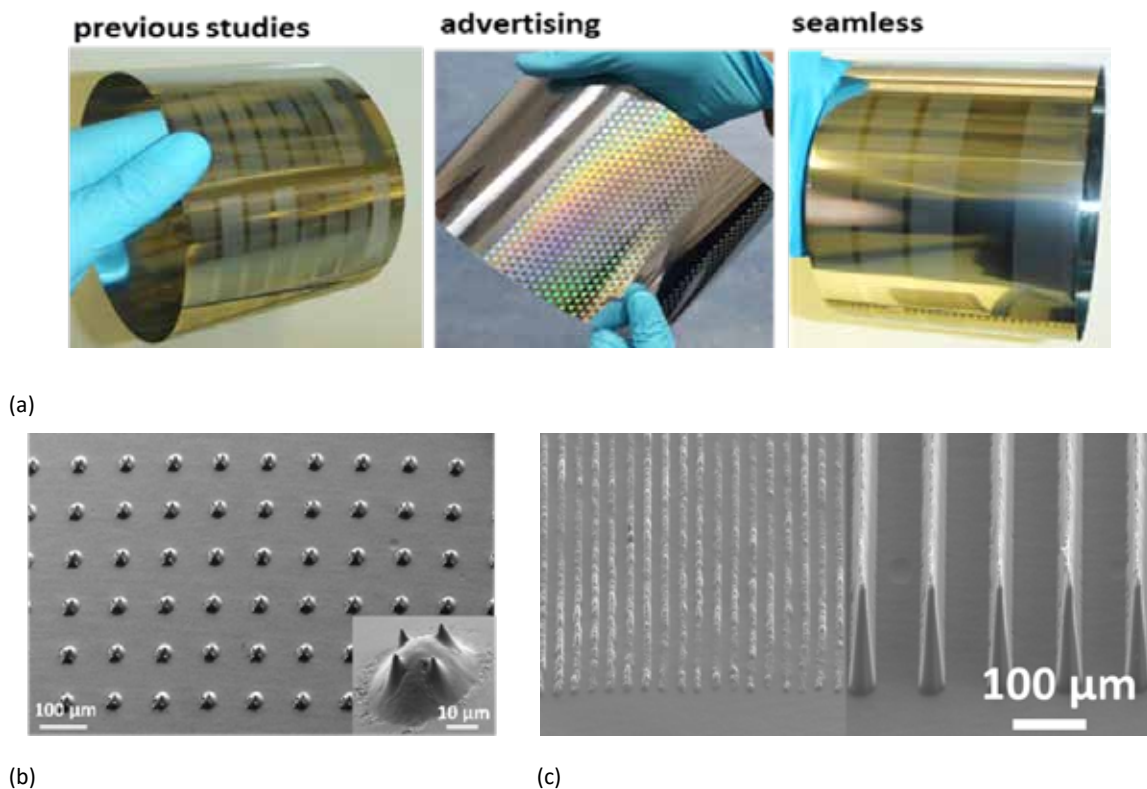 previous studies
advertising
seamless
(a)
100 μm
10 μm
100 μm
(b)
(c)